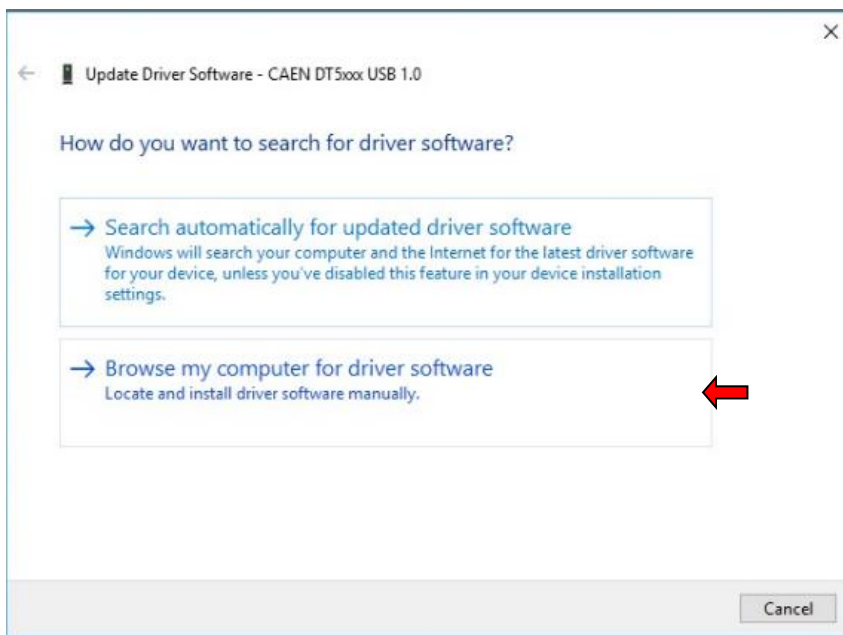 Update Driver Software - CAEN DT5xxx USB 1.0
How do you want to search for driver software?
Search automatically for updated driver software
Windows will search your computer and the Internet for the latest driver software
for your device, unless you've disabled this feature in your device installation
settings.
Browse my computer for driver software
Locate and install driver software manually.
Cancel